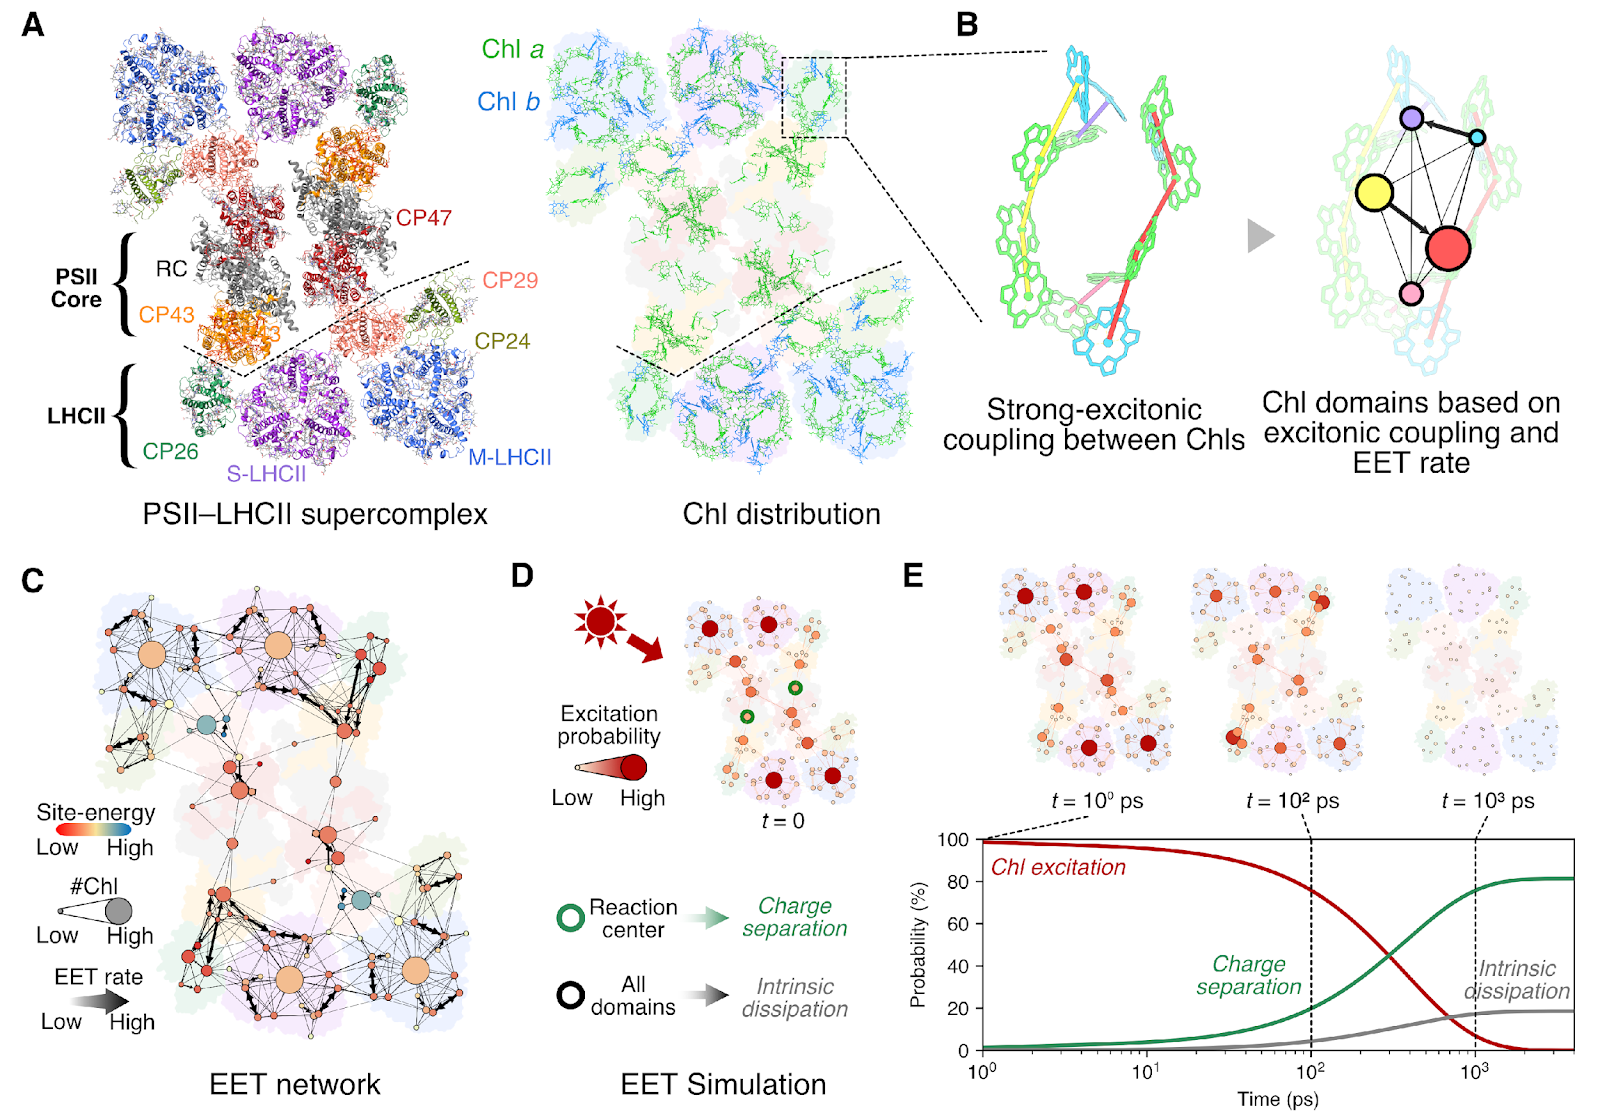 A
Chl a
Chl b
CP47
PSII
Core
RC
CP43
CP29
CP24
LHCII
CP26
S-LHCII
M-LHCII
PSII–LHCII supercomplex
Chl distribution
B
Strong-excitonic
coupling between Chls
Chl domains based on
excitonic coupling and
EET rate
C
Site-energy
Low High
#Chl
Low High
EET rate
Low High
EET network
D
Excitation
probability
Low High
t = 0
Reaction
center
Charge
separation
All
domains
Intrinsic
dissipation
EET Simulation
E
t = 10⁰ ps
t = 10² ps
t = 10³ ps
Probability (%)
100
80
60
40
20
0
Chl excitation
Charge
separation
Intrinsic
dissipation
10⁰ 10¹ 10² 10³
Time (ps)